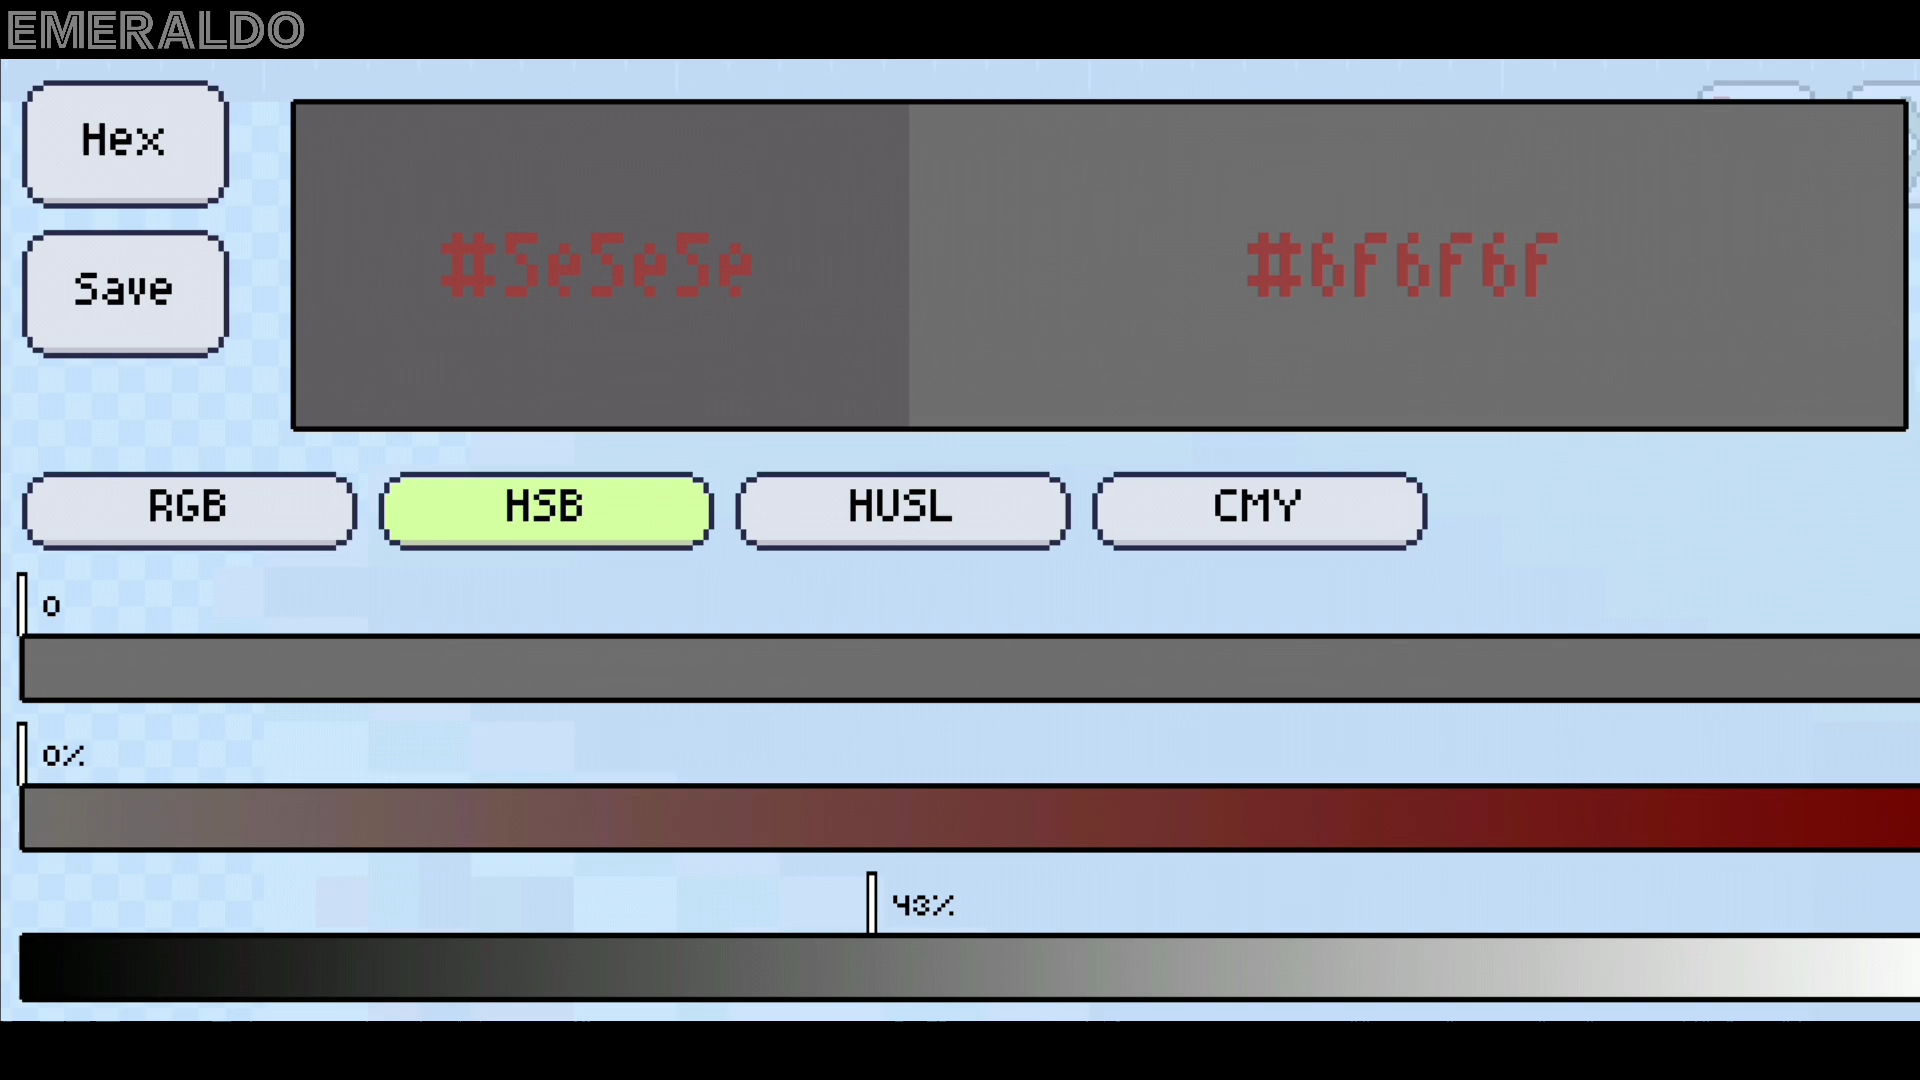 EMERALDO
Hex
Save
#5e5e5e
#6f6f6f
RGB
HSB
HUSL
CMY
0
0%
43%